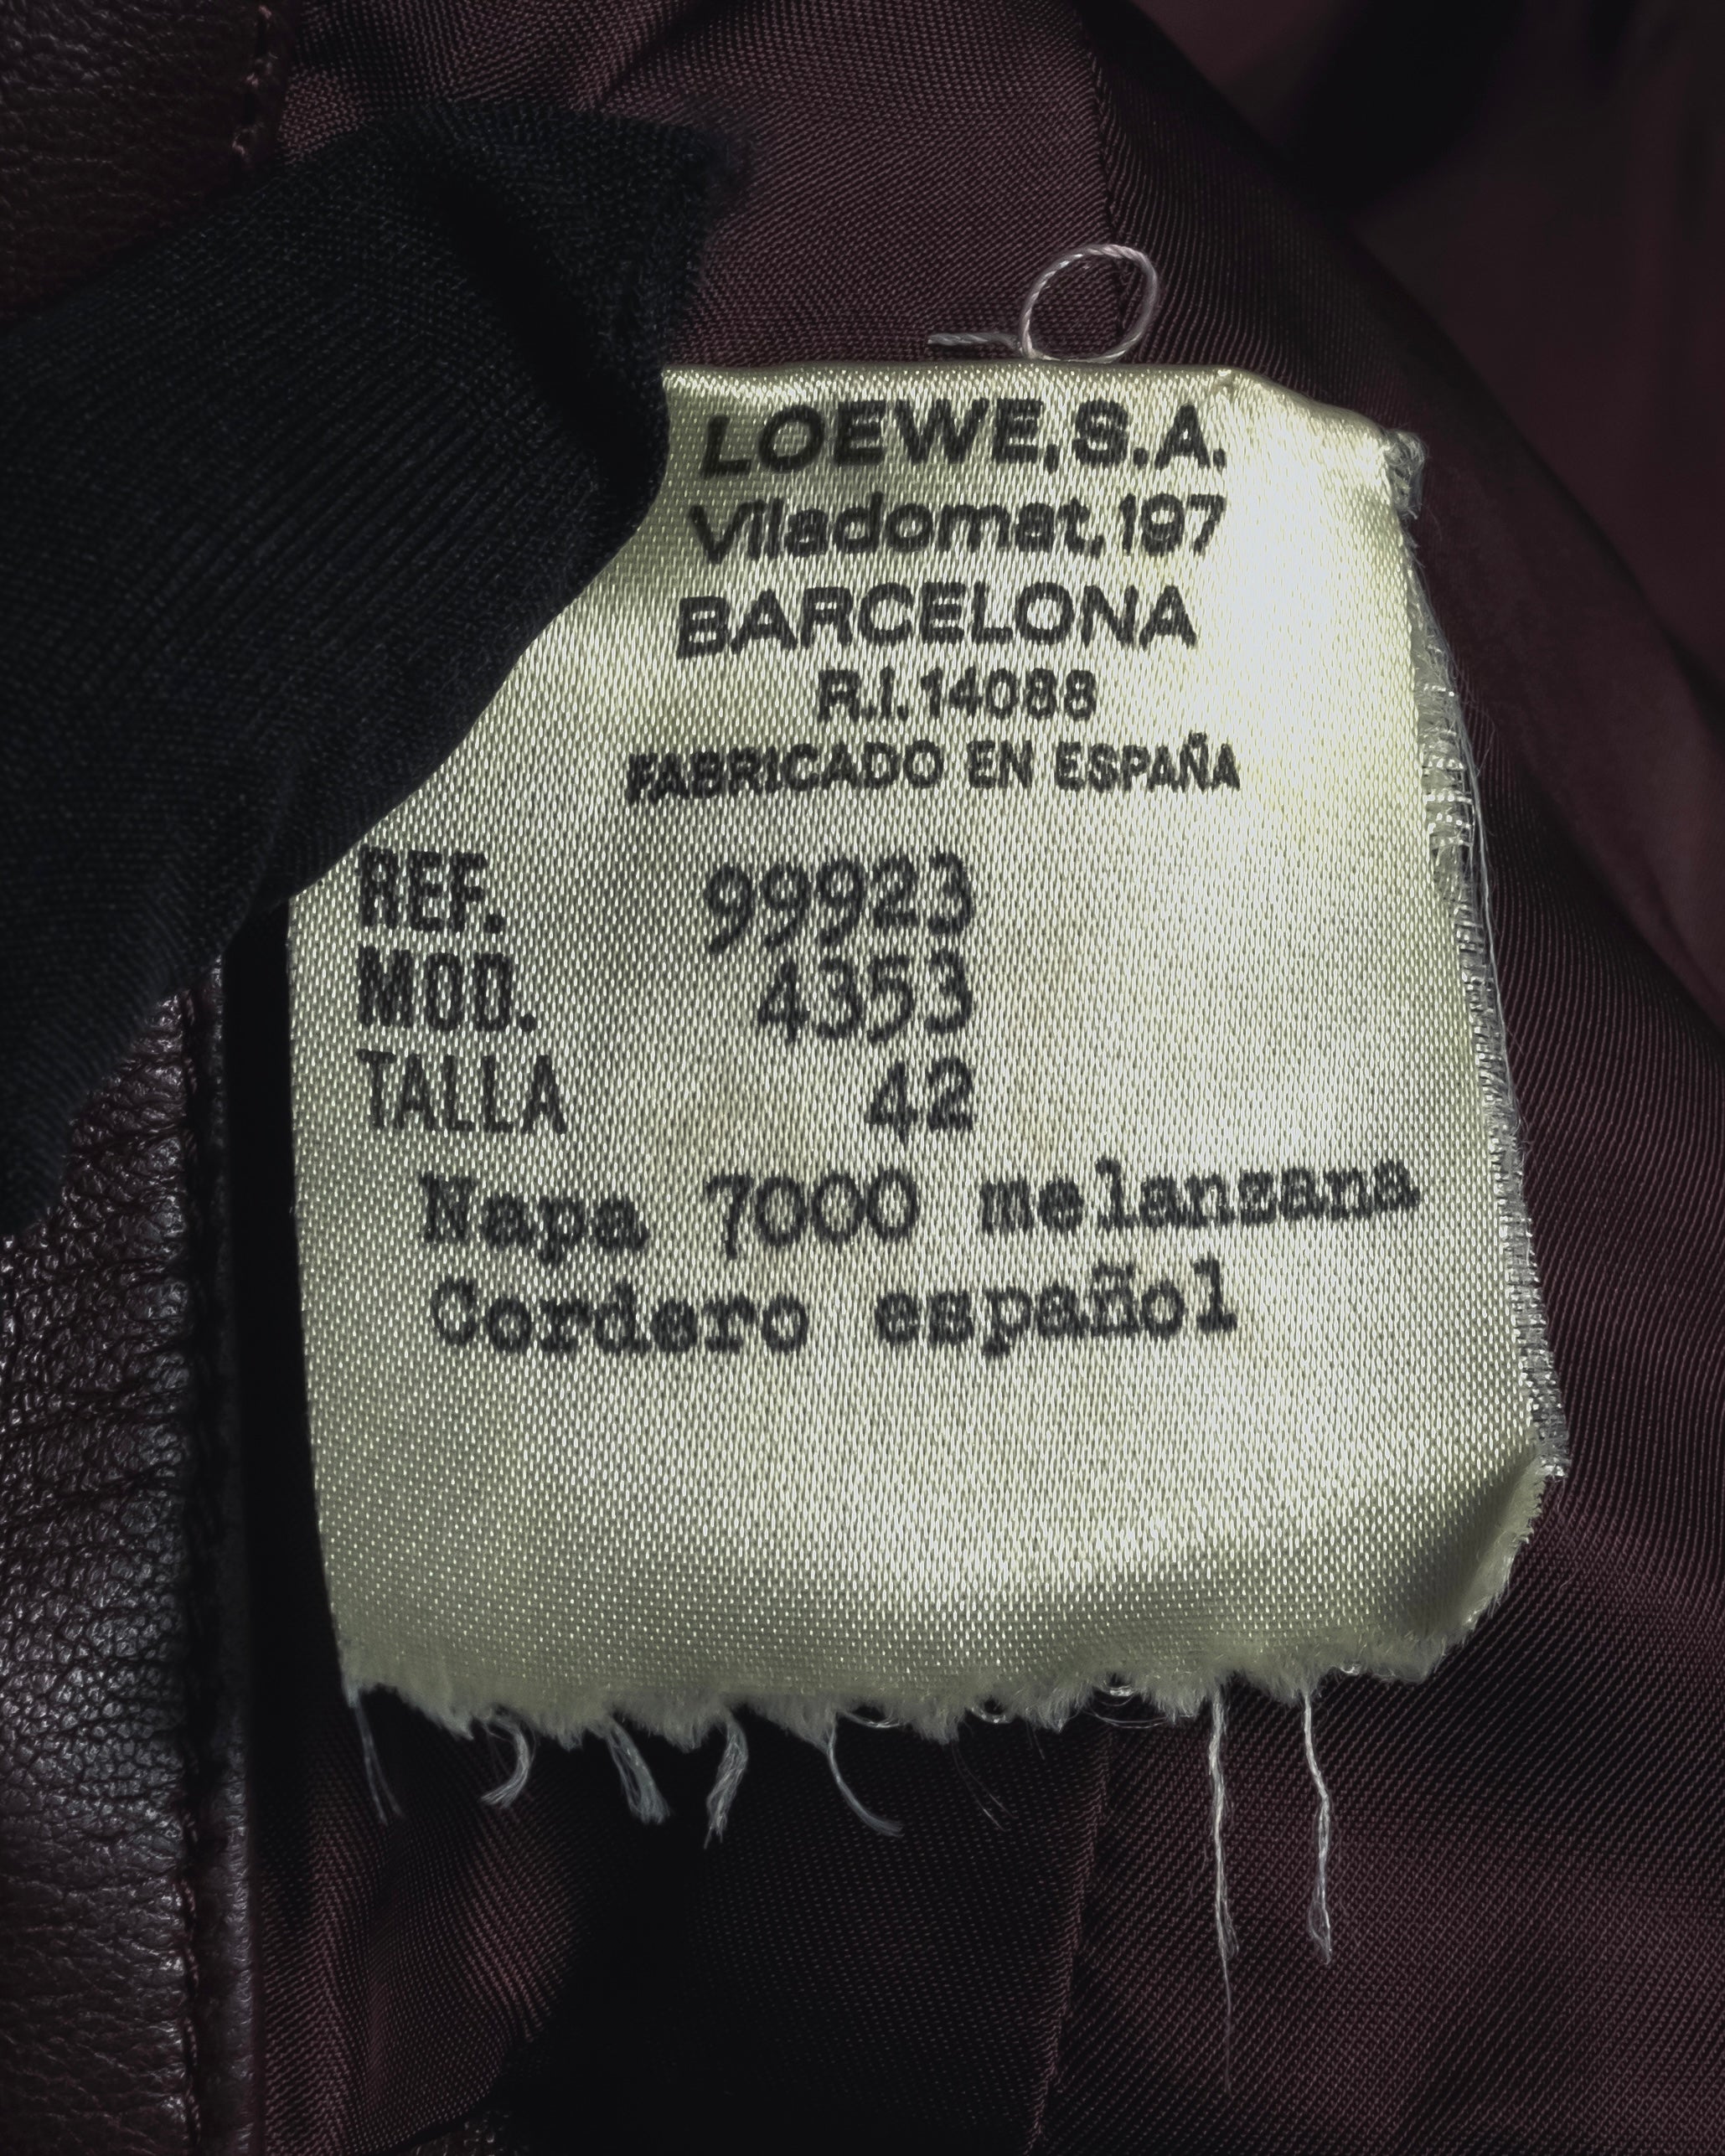 LOEWE,S.A.
Viladomat,197
BARCELONA
R.I.14088
FABRICADO EN ESPAÑA
REF. 99923
MOD. 4353
TALLA 42
Napa 7000 melanzana
Cordero español